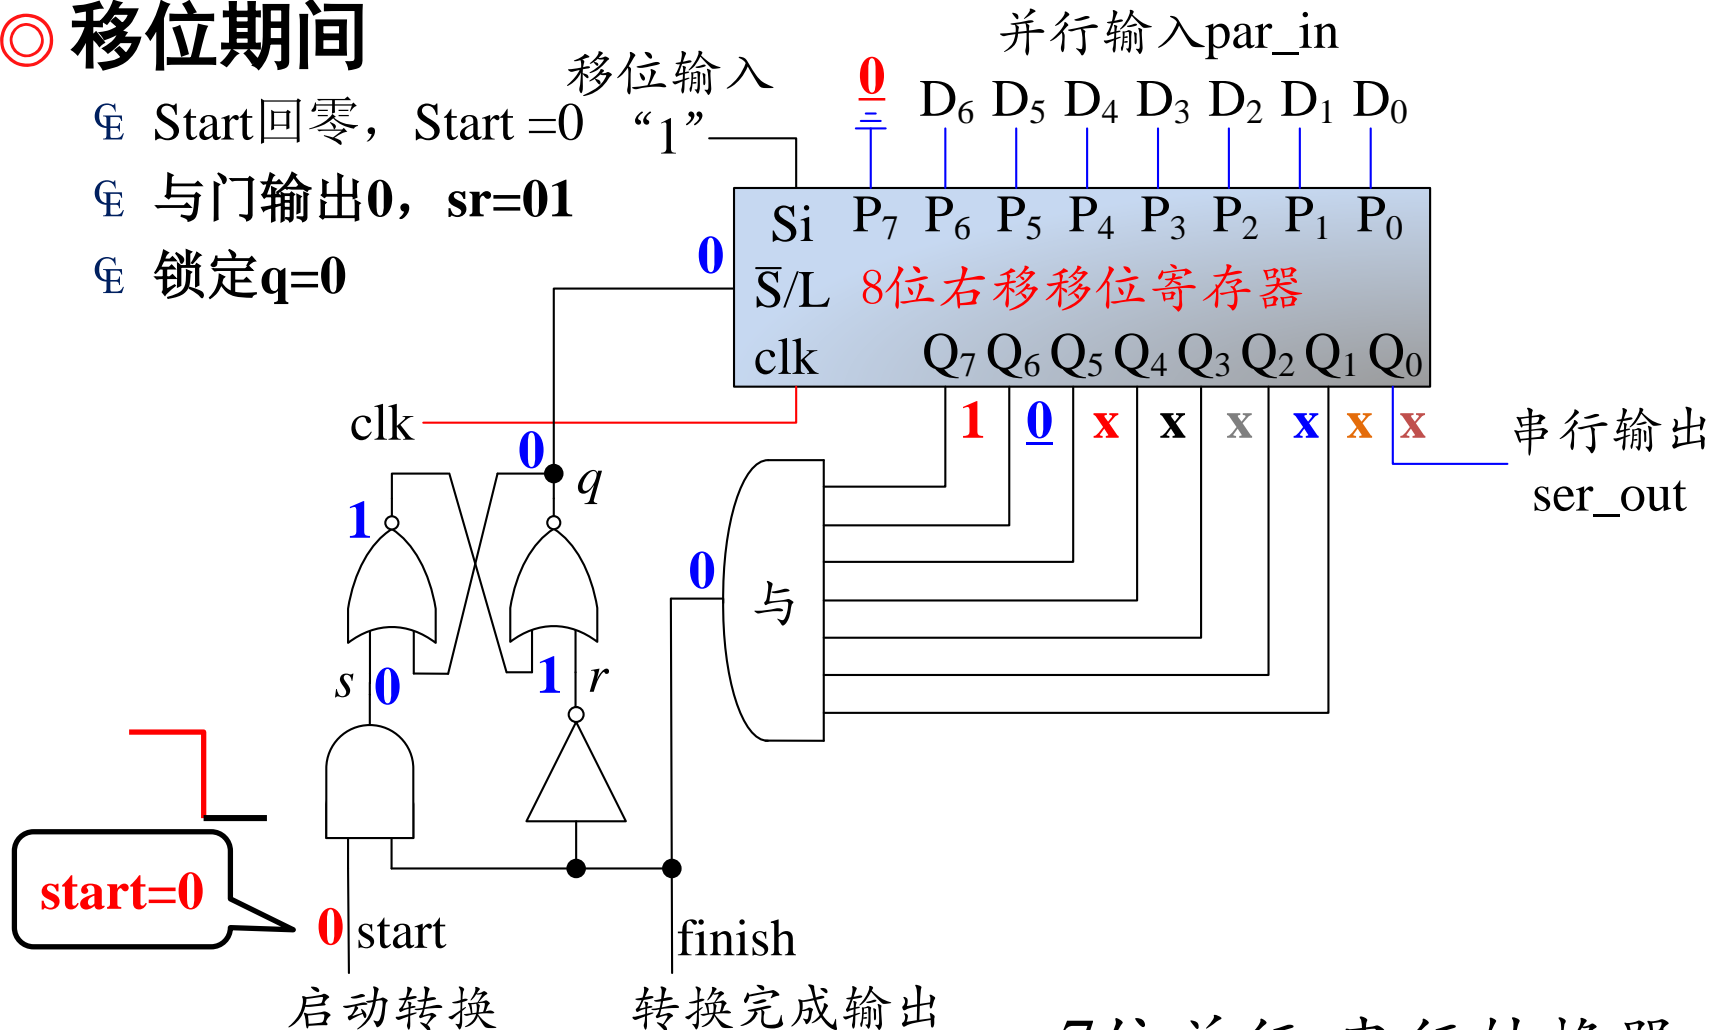 ◎ 移位期间
Start回零，Start =0
与门输出0，sr=01
锁定q=0
并行输入par_in
移位输入
“1”
0 D6 D5 D4 D3 D2 D1 D0
Si P7 P6 P5 P4 P3 P2 P1 P0
0
S̅/L 8位右移移位寄存器
clk Q7 Q6 Q5 Q4 Q3 Q2 Q1 Q0
clk
1 0 x x x x x x
串行输出
ser_out
0 q
1
0 与
s 0 1 r
start=0
0 start
finish
启动转换
转换完成输出